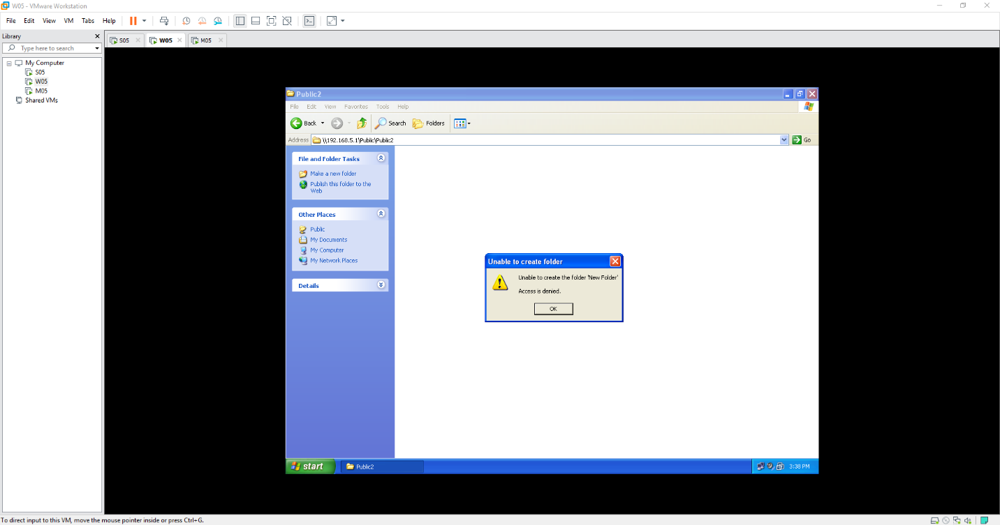 W05 - VMware Workstation
File Edit View VM Tabs Help
Library
Type here to search
My Computer
S05
W05
M05
Shared VMs
S05 W05 M05
Public2
File Edit View Favorites Tools Help
Back Search Folders
Address \\192.168.5.1\Public\Public2 Go
File and Folder Tasks
Make a new folder
Publish this folder to the
Web
Other Places
Public
My Documents
My Computer
My Network Places
Details
Unable to create folder
Unable to create the folder 'New Folder'
Access is denied.
OK
start Public2 3:38 PM
To direct input to this VM, move the mouse pointer inside or press Ctrl+G.